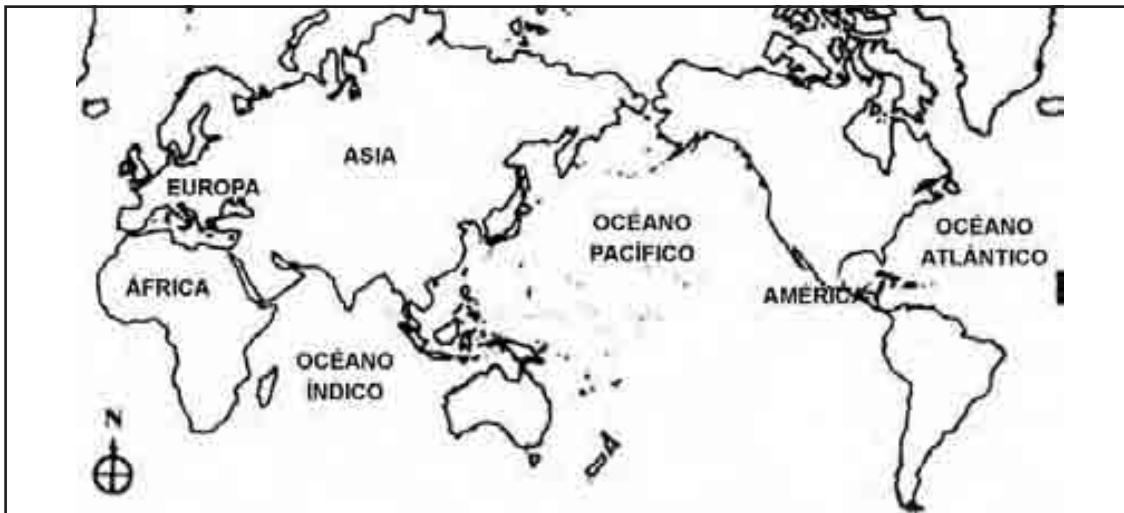 ASIA
EUROPA
OCÉANO
PACÍFICO
OCÉANO
ATLÁNTICO
ÁFRICA
AMÉRICA
OCÉANO
ÍNDICO
N